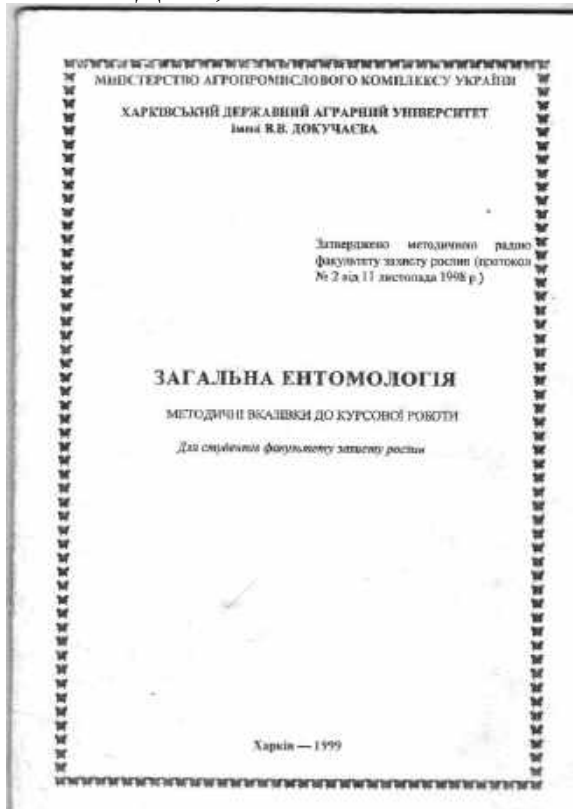 МІНІСТЕРСТВО АГРОПРОМИСЛОВОГО КОМПЛЕКСУ УКРАЇНИ
ХАРКІВСЬКИЙ ДЕРЖАВНИЙ АГРАРНИЙ УНІВЕРСИТЕТ
імені В.В. ДОКУЧАЄВА
Затверджено методичною радою
факультету захисту рослин (протокол
№ 2 від 11 листопада 1998 р.)
ЗАГАЛЬНА ЕНТОМОЛОГІЯ
МЕТОДИЧНІ ВКАЗІВКИ ДО КУРСОВОЇ РОБОТИ
Для студентів факультету захисту рослин
Харків — 1999